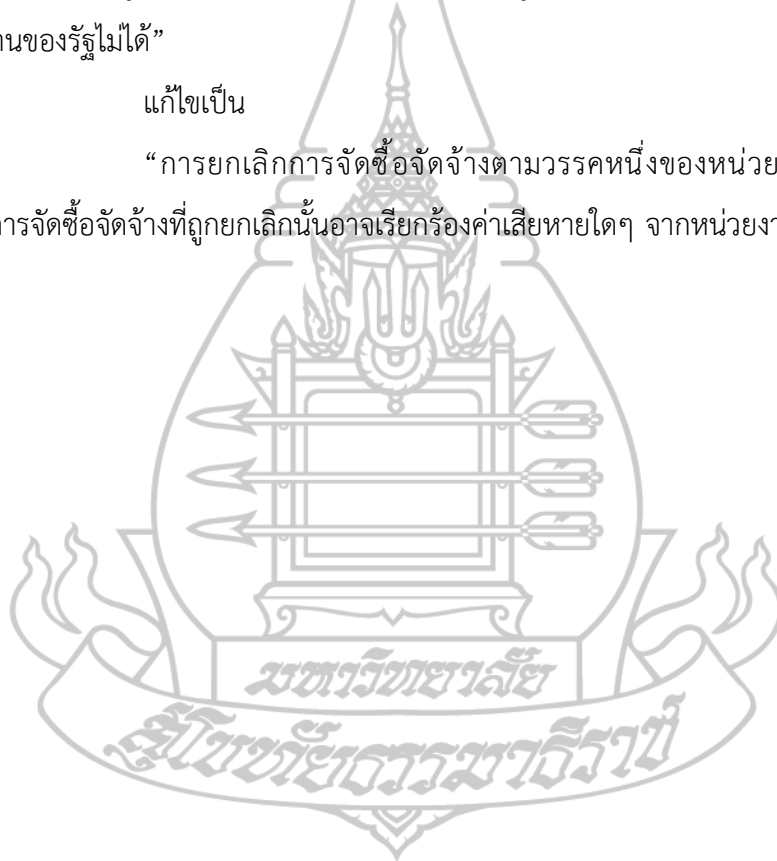 านของรัฐไม่ได้”
แก้ไขเป็น
“การยกเลิกการจัดซื้อจัดจ้างตามวรรคหนึ่งของหน่วย
การจัดซื้อจัดจ้างที่ถูกยกเลิกนั้นอาจเรียกร้องค่าเสียหายใดๆ จากหน่วยงา
มหาวิทยาลัย
สุโขทัยธรรมาธิราช